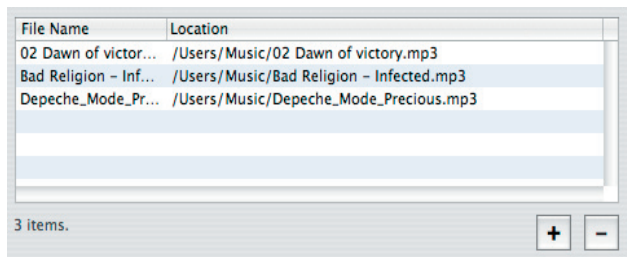 File Name Location
02 Dawn of victor... /Users/Music/02 Dawn of victory.mp3
Bad Religion – Inf... /Users/Music/Bad Religion – Infected.mp3
Depeche_Mode_Pr... /Users/Music/Depeche_Mode_Precious.mp3
3 items.
+ -